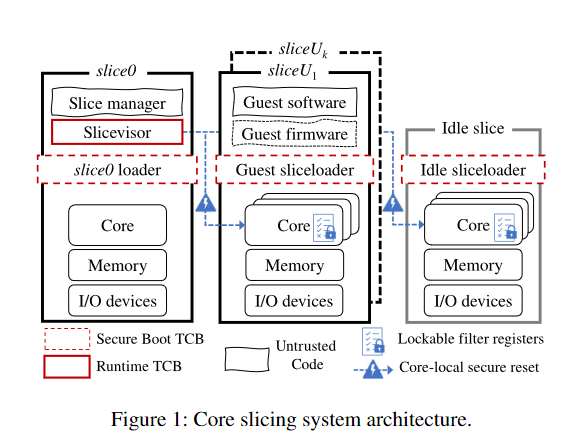 sliceUk
slice0
sliceU1
Slice manager
Guest software
Slicevisor
Guest firmware
Idle slice
slice0 loader
Guest sliceloader
Idle sliceloader
Core
Core
Core
Memory
Memory
Memory
I/O devices
I/O devices
I/O devices
Secure Boot TCB
Runtime TCB
Untrusted
Code
Lockable filter registers
Core-local secure reset
Figure 1: Core slicing system architecture.